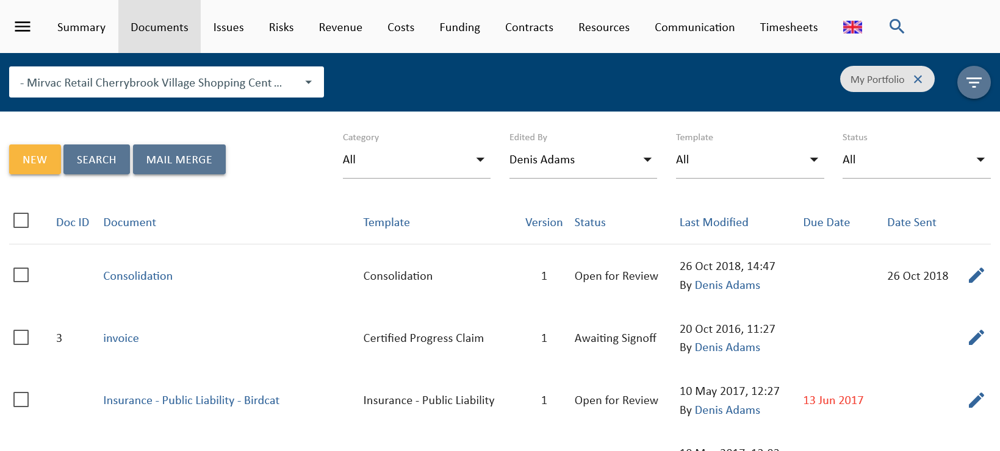 Summary Documents Issues Risks Revenue Costs Funding Contracts Resources Communication Timesheets
- Mirvac Retail Cherrybrook Village Shopping Cent ...
My Portfolio
Category Edited By Template Status
NEW SEARCH MAIL MERGE All Denis Adams All All
Doc ID Document Template Version Status Last Modified Due Date Date Sent
Consolidation Consolidation 1 Open for Review 26 Oct 2018, 14:47 26 Oct 2018
By Denis Adams
3 invoice Certified Progress Claim 1 Awaiting Signoff 20 Oct 2016, 11:27
By Denis Adams
Insurance - Public Liability - Birdcat Insurance - Public Liability 1 Open for Review 10 May 2017, 12:27 13 Jun 2017
By Denis Adams